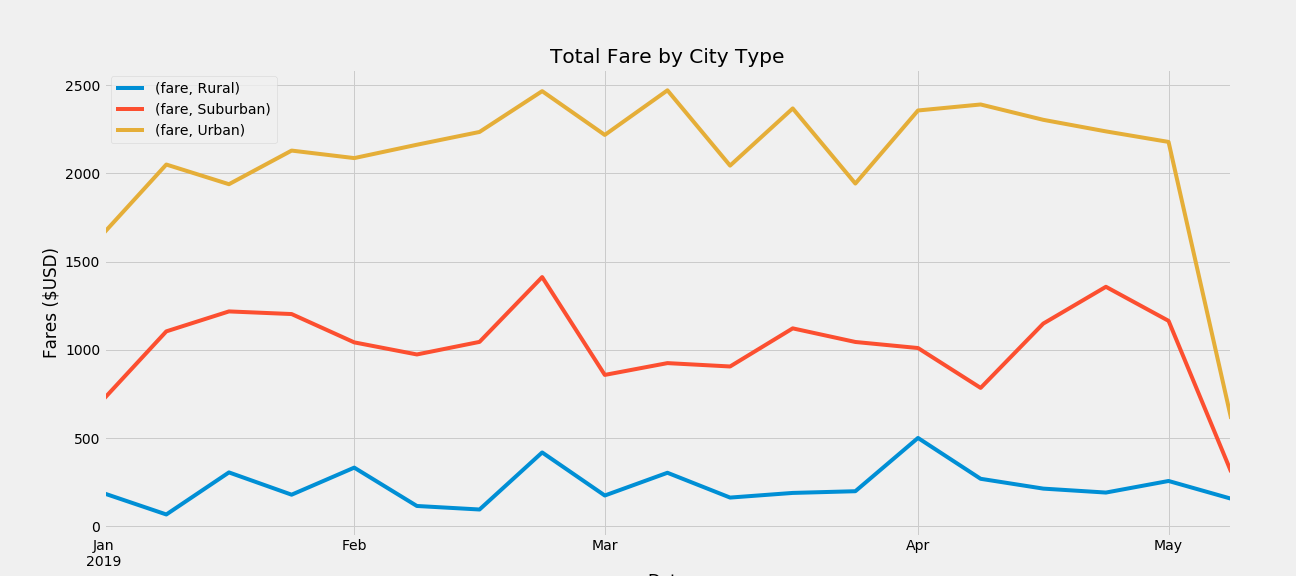 Total Fare by City Type
(fare, Rural)
(fare, Suburban)
(fare, Urban)
Fares ($USD)
2500
2000
1500
1000
500
0
Jan Feb Mar Apr May
2019